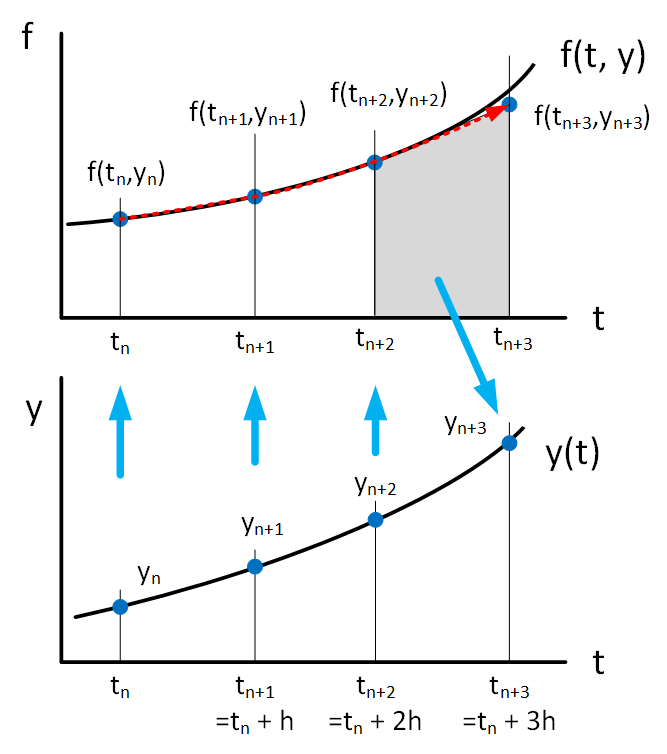 f
f(t, y)
f(tₙ,yₙ)
f(tₙ₊₁,yₙ₊₁)
f(tₙ₊₂,yₙ₊₂)
f(tₙ₊₃,yₙ₊₃)
t
tₙ
tₙ₊₁
tₙ₊₂
tₙ₊₃
y
yₙ
yₙ₊₁
yₙ₊₂
yₙ₊₃
y(t)
t
tₙ
tₙ₊₁
tₙ₊₂
tₙ₊₃
=tₙ + h
=tₙ + 2h
=tₙ + 3h